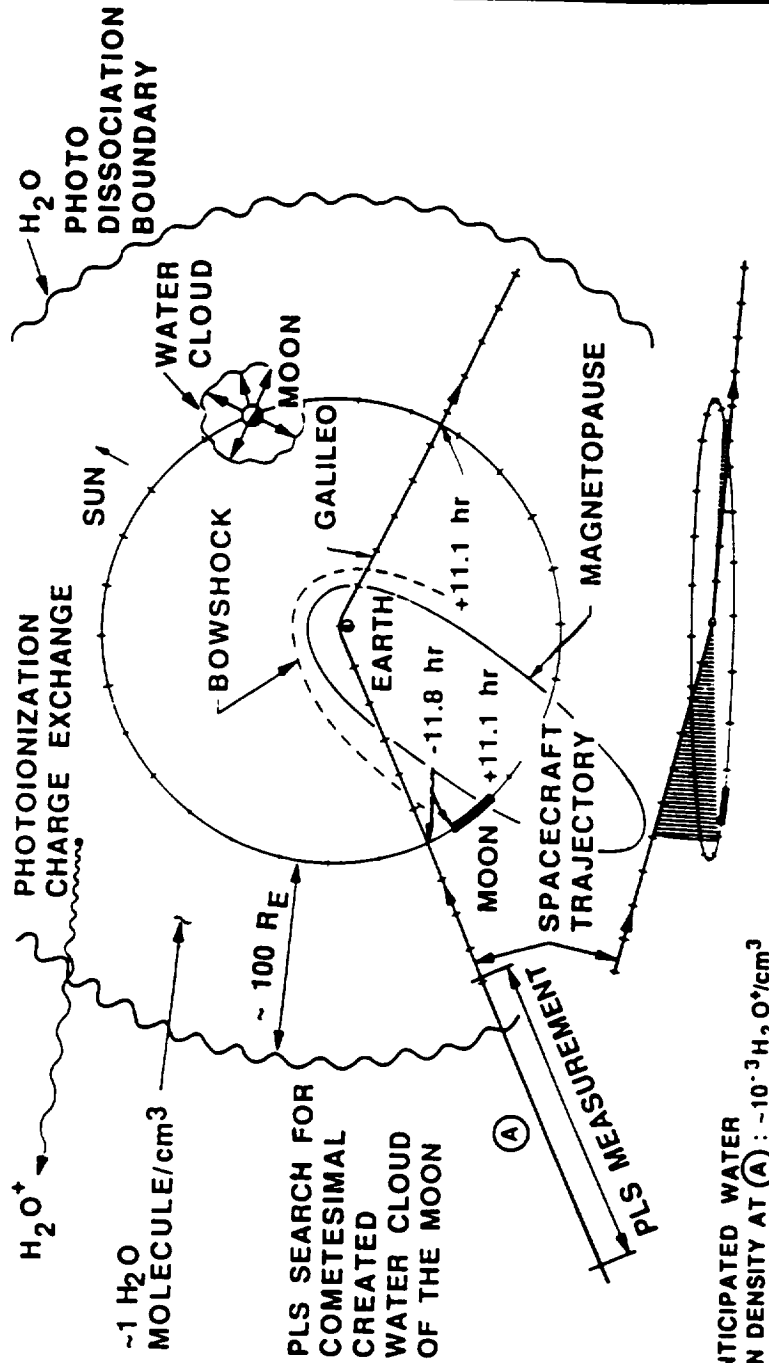 H2O+
PHOTOIONIZATION
CHARGE EXCHANGE
~1 H2O
MOLECULE/cm3
PLS SEARCH FOR
COMETESIMAL
CREATED
WATER CLOUD
OF THE MOON
~ 100 RE
SUN
WATER
CLOUD
H2O
PHOTO
DISSOCIATION
BOUNDARY
MOON
BOWSHOCK
GALILEO
EARTH
-11.8 hr
+11.1 hr
+11.1 hr
MOON
MAGNETOPAUSE
SPACECRAFT
TRAJECTORY
A
PLS MEASUREMENT
NTICIPATED WATER
N DENSITY AT A : ~10-3 H2O+/cm3